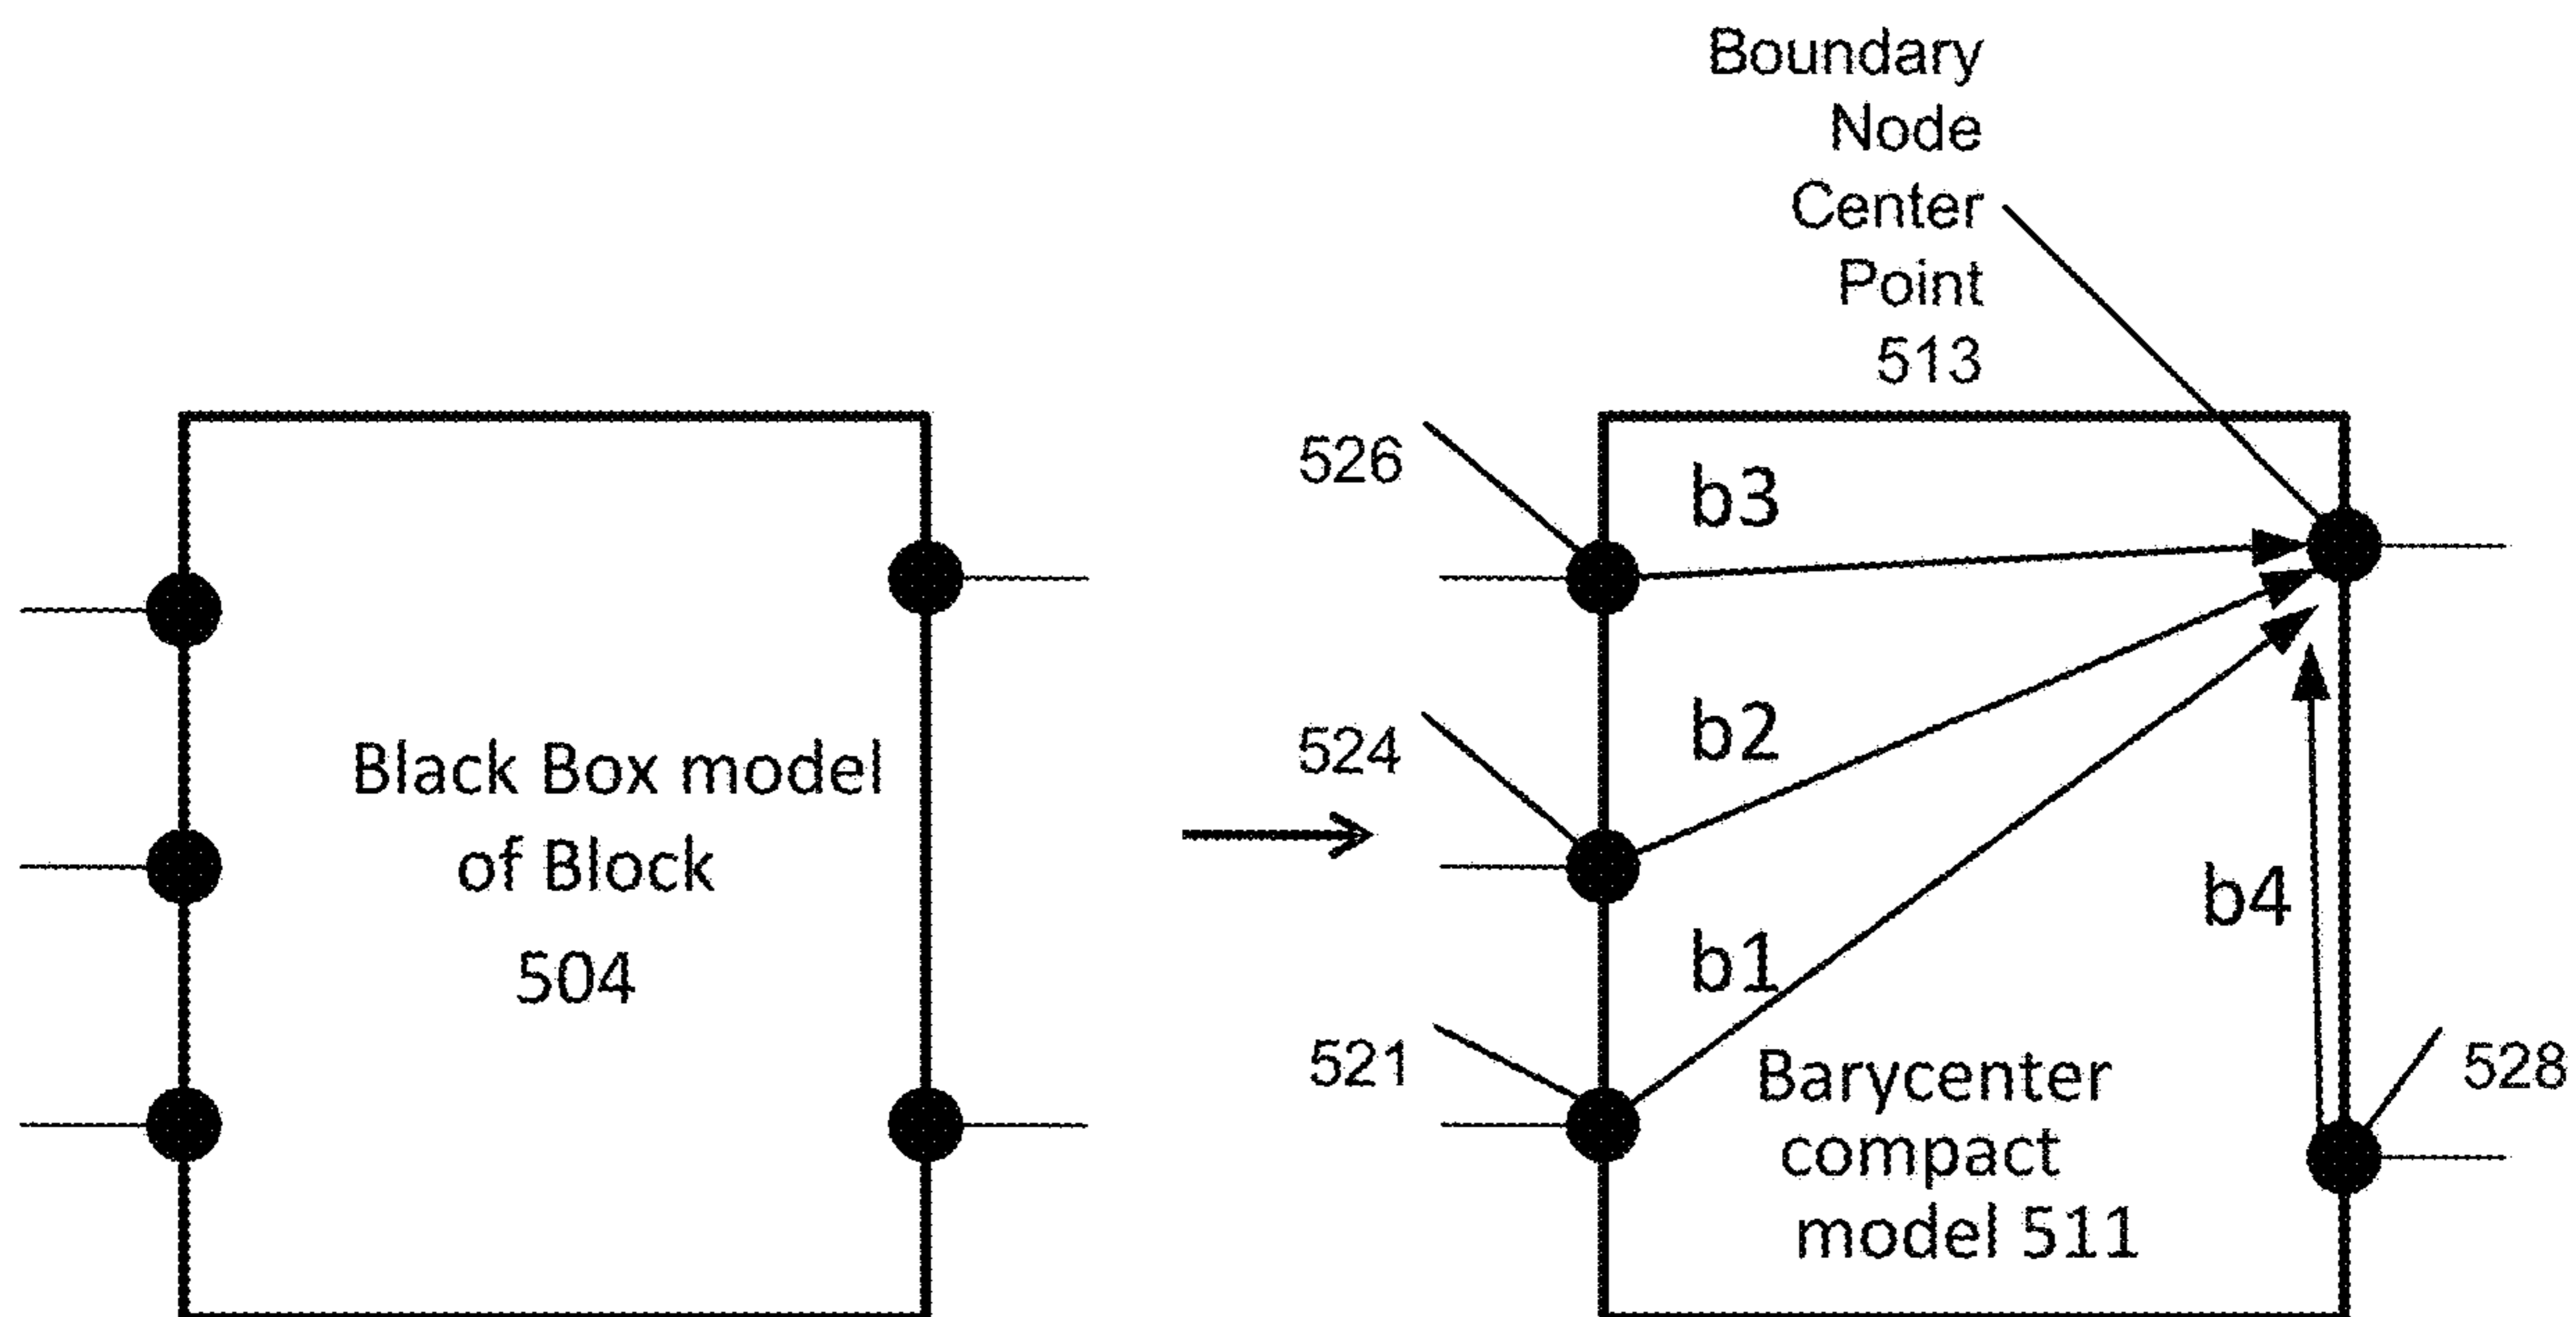 Black Box model
of Block
504
Boundary
Node
Center
Point
513
526
b3
524
b2
b4
b1
521
528
Barycenter
compact
model 511